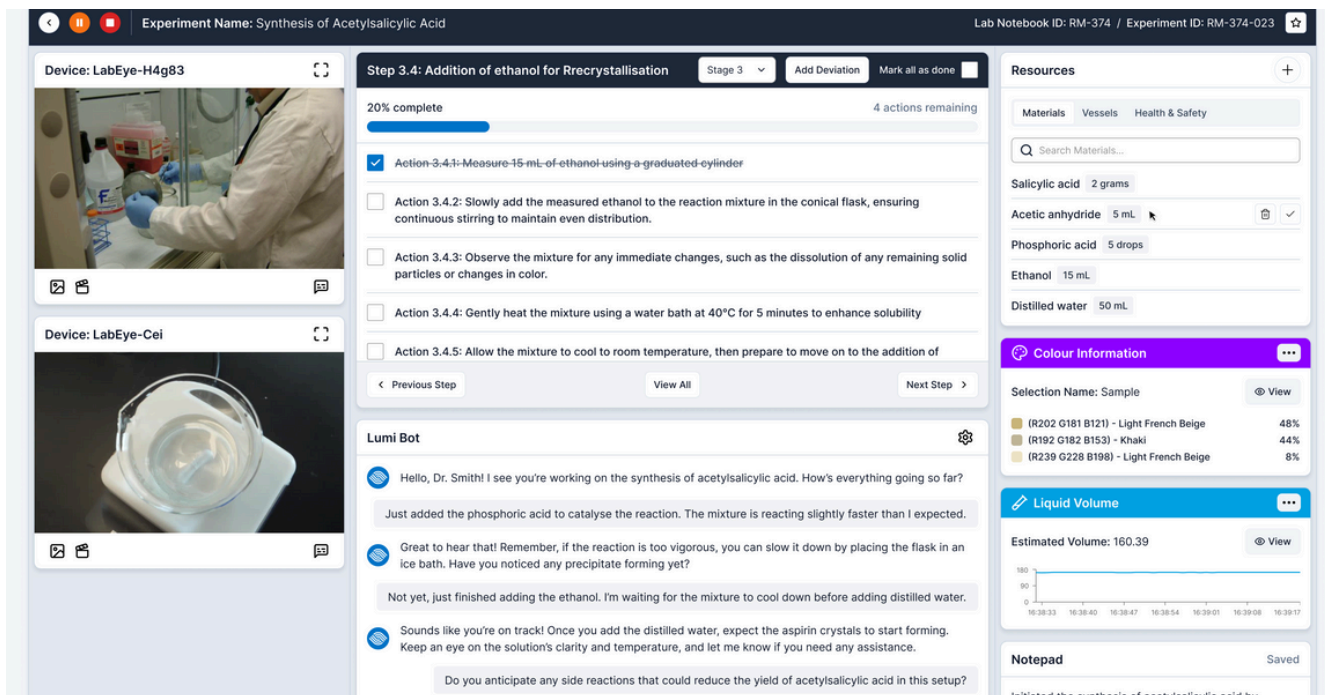 Experiment Name: Synthesis of Acetylsalicylic Acid
Lab Notebook ID: RM-374 / Experiment ID: RM-374-023
Device: LabEye-H4g83
Device: LabEye-Cei
Step 3.4: Addition of ethanol for Rrecrystallisation
Stage 3
Add Deviation
Mark all as done
20% complete
4 actions remaining
Action 3.4.1: Measure 15 mL of ethanol using a graduated cylinder
Action 3.4.2: Slowly add the measured ethanol to the reaction mixture in the conical flask, ensuring
continuous stirring to maintain even distribution.
Action 3.4.3: Observe the mixture for any immediate changes, such as the dissolution of any remaining solid
particles or changes in color.
Action 3.4.4: Gently heat the mixture using a water bath at 40°C for 5 minutes to enhance solubility
Action 3.4.5: Allow the mixture to cool to room temperature, then prepare to move on to the addition of
Previous Step
View All
Next Step
Lumi Bot
Hello, Dr. Smith! I see you're working on the synthesis of acetylsalicylic acid. How's everything going so far?
Just added the phosphoric acid to catalyse the reaction. The mixture is reacting slightly faster than I expected.
Great to hear that! Remember, if the reaction is too vigorous, you can slow it down by placing the flask in an
ice bath. Have you noticed any precipitate forming yet?
Not yet, just finished adding the ethanol. I'm waiting for the mixture to cool down before adding distilled water.
Sounds like you're on track! Once you add the distilled water, expect the aspirin crystals to start forming.
Keep an eye on the solution's clarity and temperature, and let me know if you need any assistance.
Do you anticipate any side reactions that could reduce the yield of acetylsalicylic acid in this setup?
Resources
Materials Vessels Health & Safety
Search Materials...
Salicylic acid 2 grams
Acetic anhydride 5 mL
Phosphoric acid 5 drops
Ethanol 15 mL
Distilled water 50 mL
Colour Information
Selection Name: Sample
View
(R202 G181 B121) - Light French Beige 48%
(R192 G182 B153) - Khaki 44%
(R239 G228 B198) - Light French Beige 8%
Liquid Volume
Estimated Volume: 160.39
View
180
90
0
16:38:33 16:38:40 16:38:47 16:38:54 16:39:01 16:39:08 16:39:17
Notepad
Saved